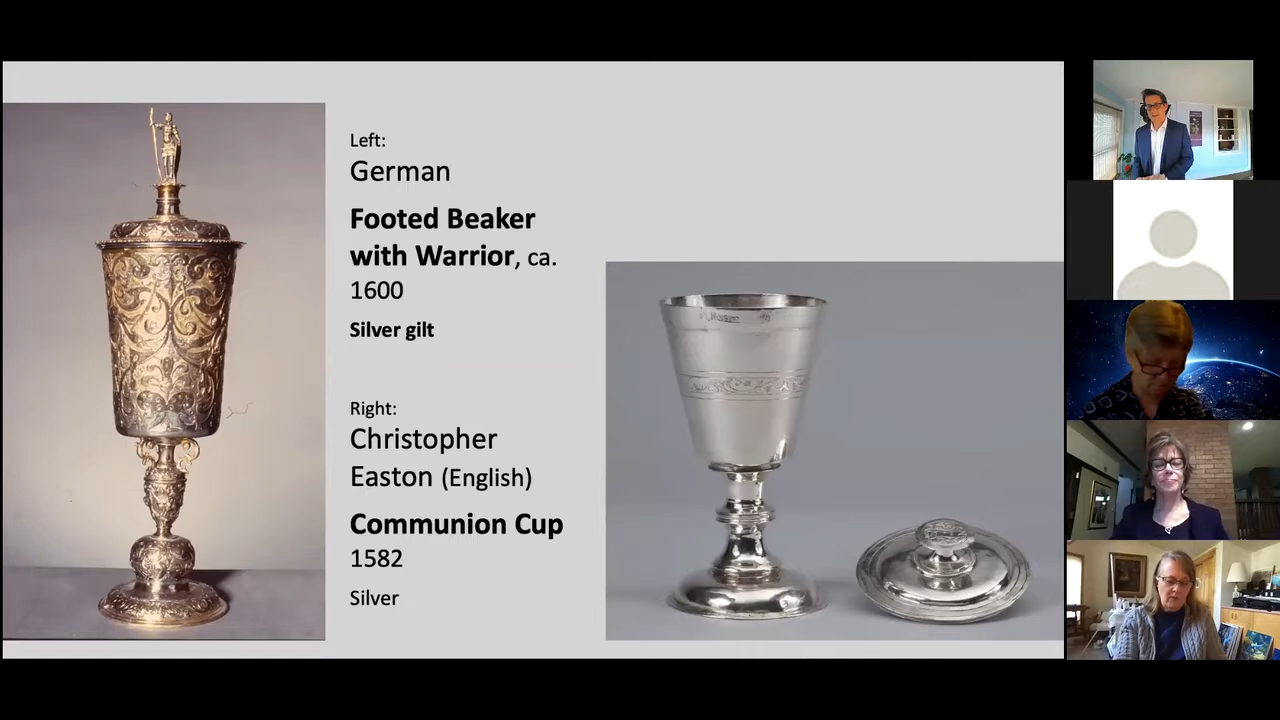 Left:
German
Footed Beaker
with Warrior, ca.
1600
Silver gilt
Right:
Christopher
Easton (English)
Communion Cup
1582
Silver